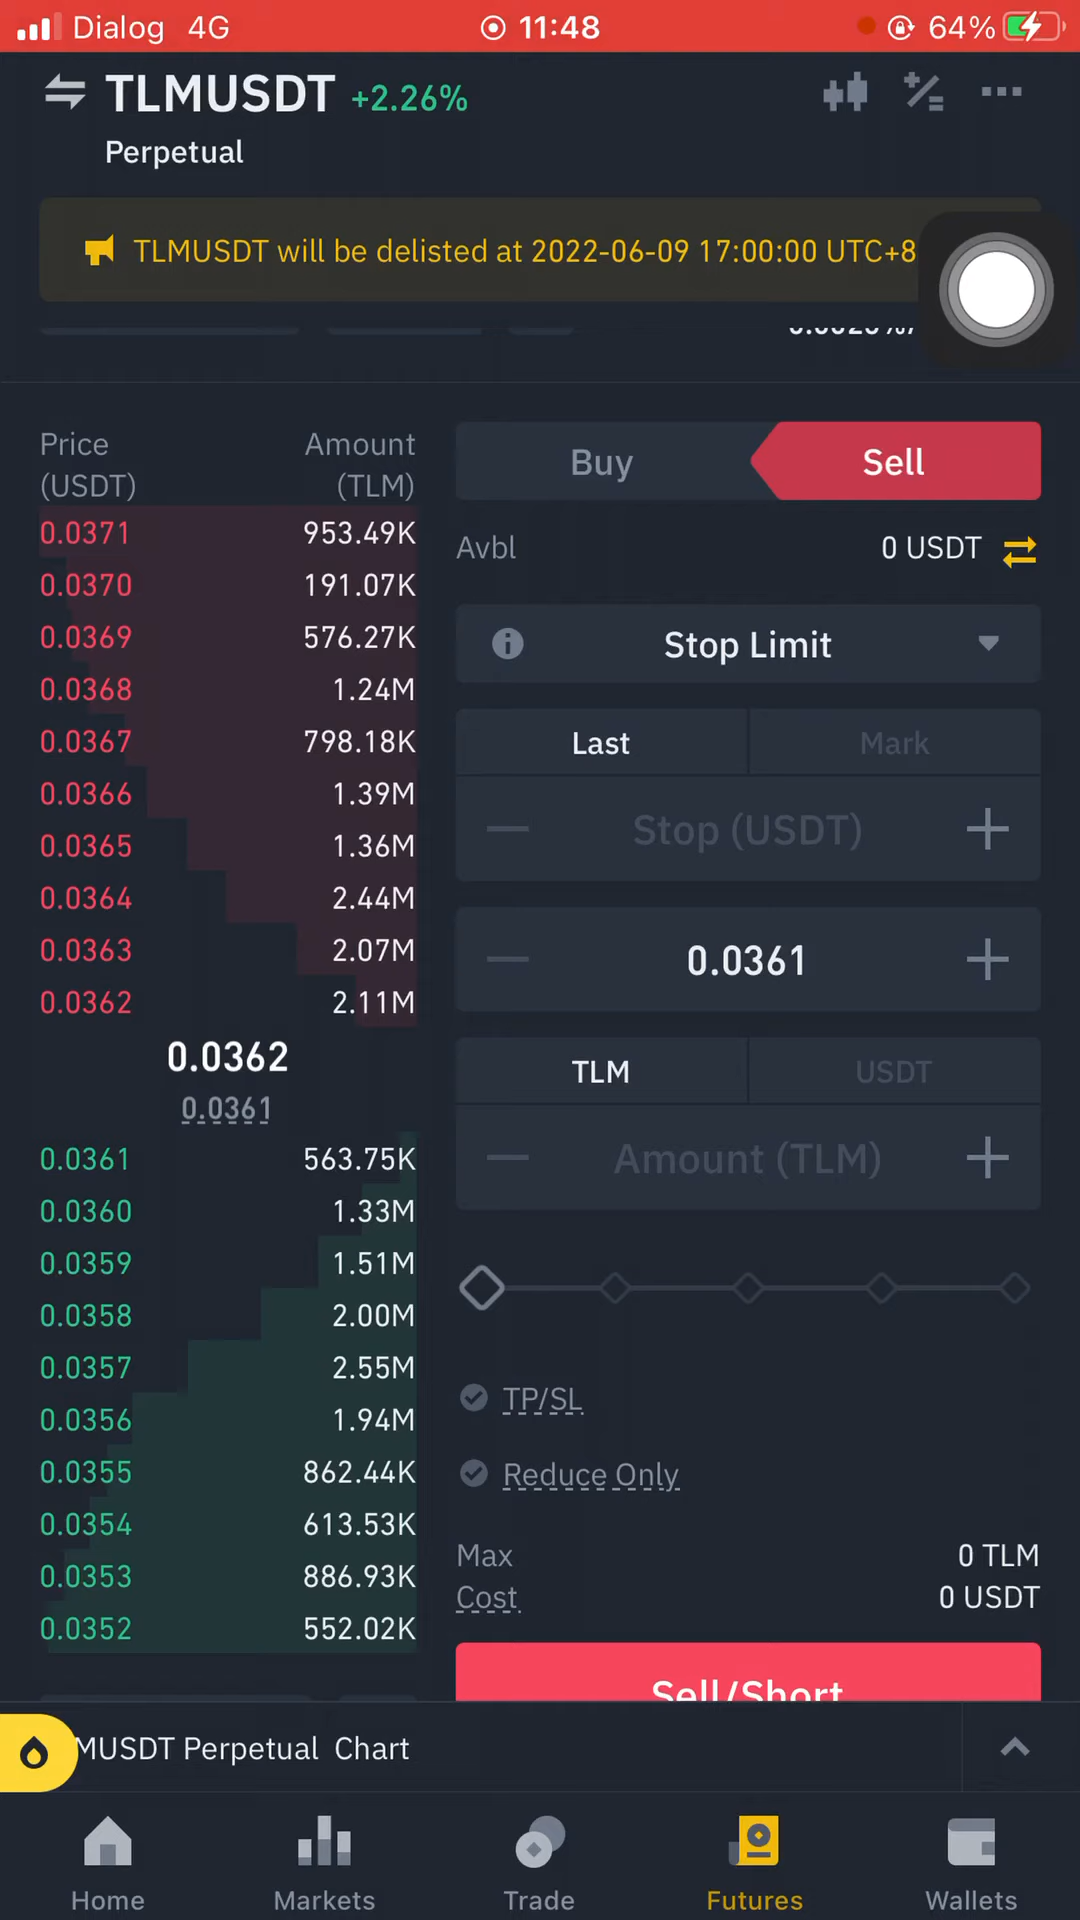 Dialog 4G 11:48 64%
TLMUSDT +2.26%
Perpetual
TLMUSDT will be delisted at 2022-06-09 17:00:00 UTC+8
Price Amount
(USDT) (TLM)
0.0371 953.49K
0.0370 191.07K
0.0369 576.27K
0.0368 1.24M
0.0367 798.18K
0.0366 1.39M
0.0365 1.36M
0.0364 2.44M
0.0363 2.07M
0.0362 2.11M
0.0362
0.0361
0.0361 563.75K
0.0360 1.33M
0.0359 1.51M
0.0358 2.00M
0.0357 2.55M
0.0356 1.94M
0.0355 862.44K
0.0354 613.53K
0.0353 886.93K
0.0352 552.02K
Buy Sell
Avbl 0 USDT
Stop Limit
Last Mark
Stop (USDT)
0.0361
TLM USDT
Amount (TLM)
TP/SL
Reduce Only
Max 0 TLM
Cost 0 USDT
Sell/Short
MUSDT Perpetual Chart
Home Markets Trade Futures Wallets